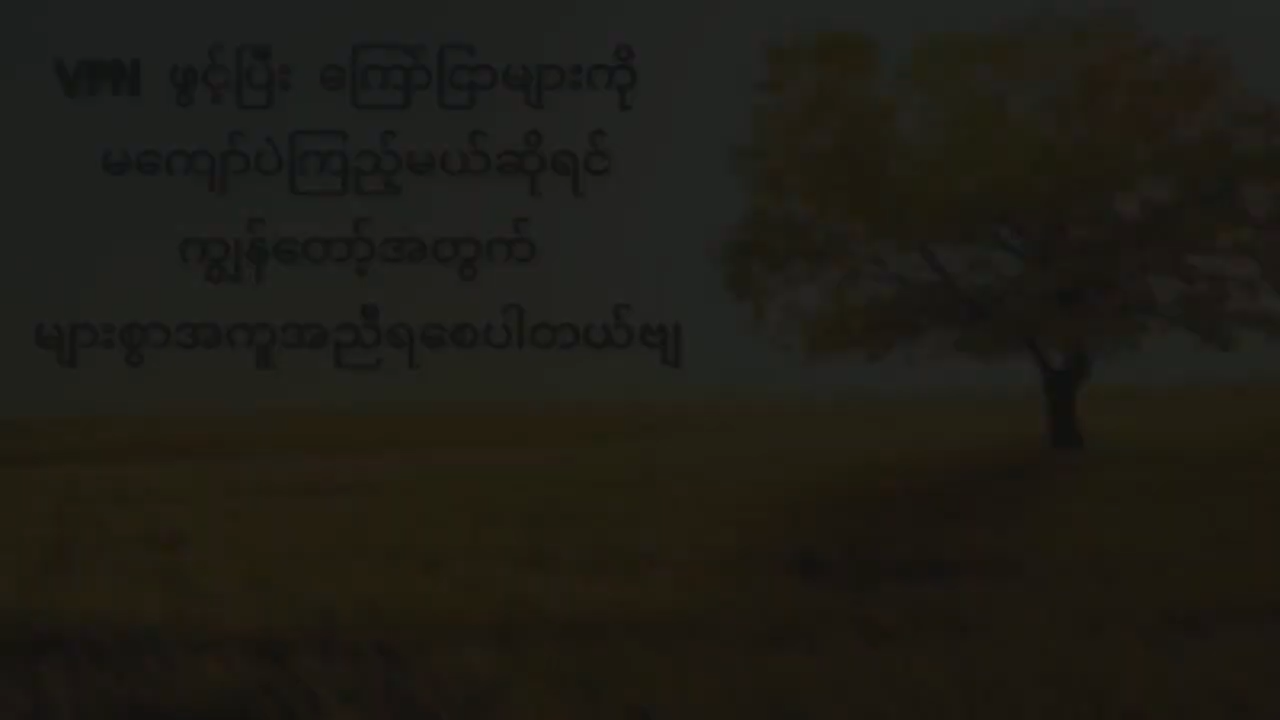 VPN ဖွင့်ပြီး ကြော်ငြာများကို
မကျော်ပဲကြည့်မယ်ဆိုရင်
ကျွန်တော့်အတွက်
များစွာအကူအညီရစေပါတယ်ဗျ